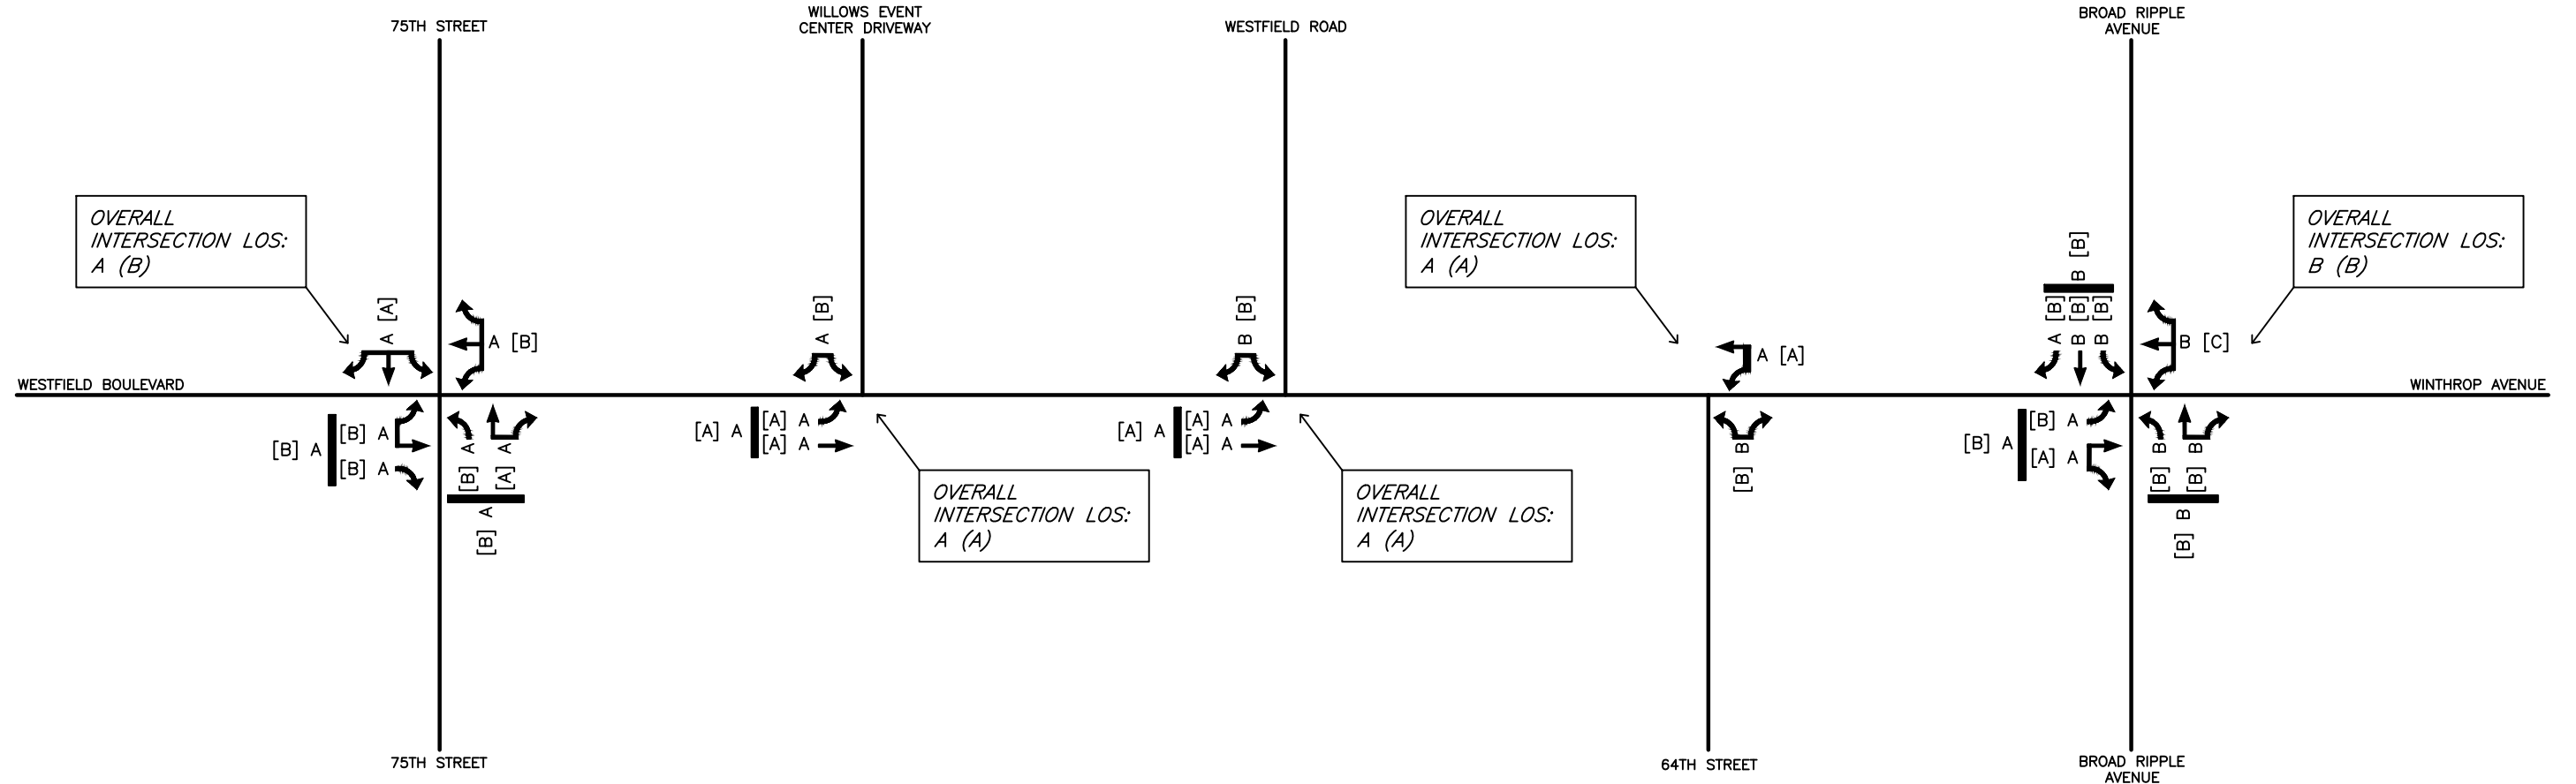 75TH STREET
WILLOWS EVENT
CENTER DRIVEWAY
WESTFIELD ROAD
BROAD RIPPLE
AVENUE
OVERALL
INTERSECTION LOS:
A (B)
A [A]
A [B]
A [B]
B [B]
OVERALL
INTERSECTION LOS:
A (A)
A [A]
B [B]
A [B]
B [B]
B [B]
B [C]
OVERALL
INTERSECTION LOS:
B (B)
WESTFIELD BOULEVARD
WINTHROP AVENUE
[B] A
[B] A
[B] A
[B] A
[A] A
[B] A
[A] A
[A] A
[A] A
OVERALL
INTERSECTION LOS:
A (A)
[A] A
[A] A
[A] A
OVERALL
INTERSECTION LOS:
A (A)
[B] B
[B] A
[B] A
[A] A
[B] B
[B] B
[B] B
75TH STREET
64TH STREET
BROAD RIPPLE
AVENUE